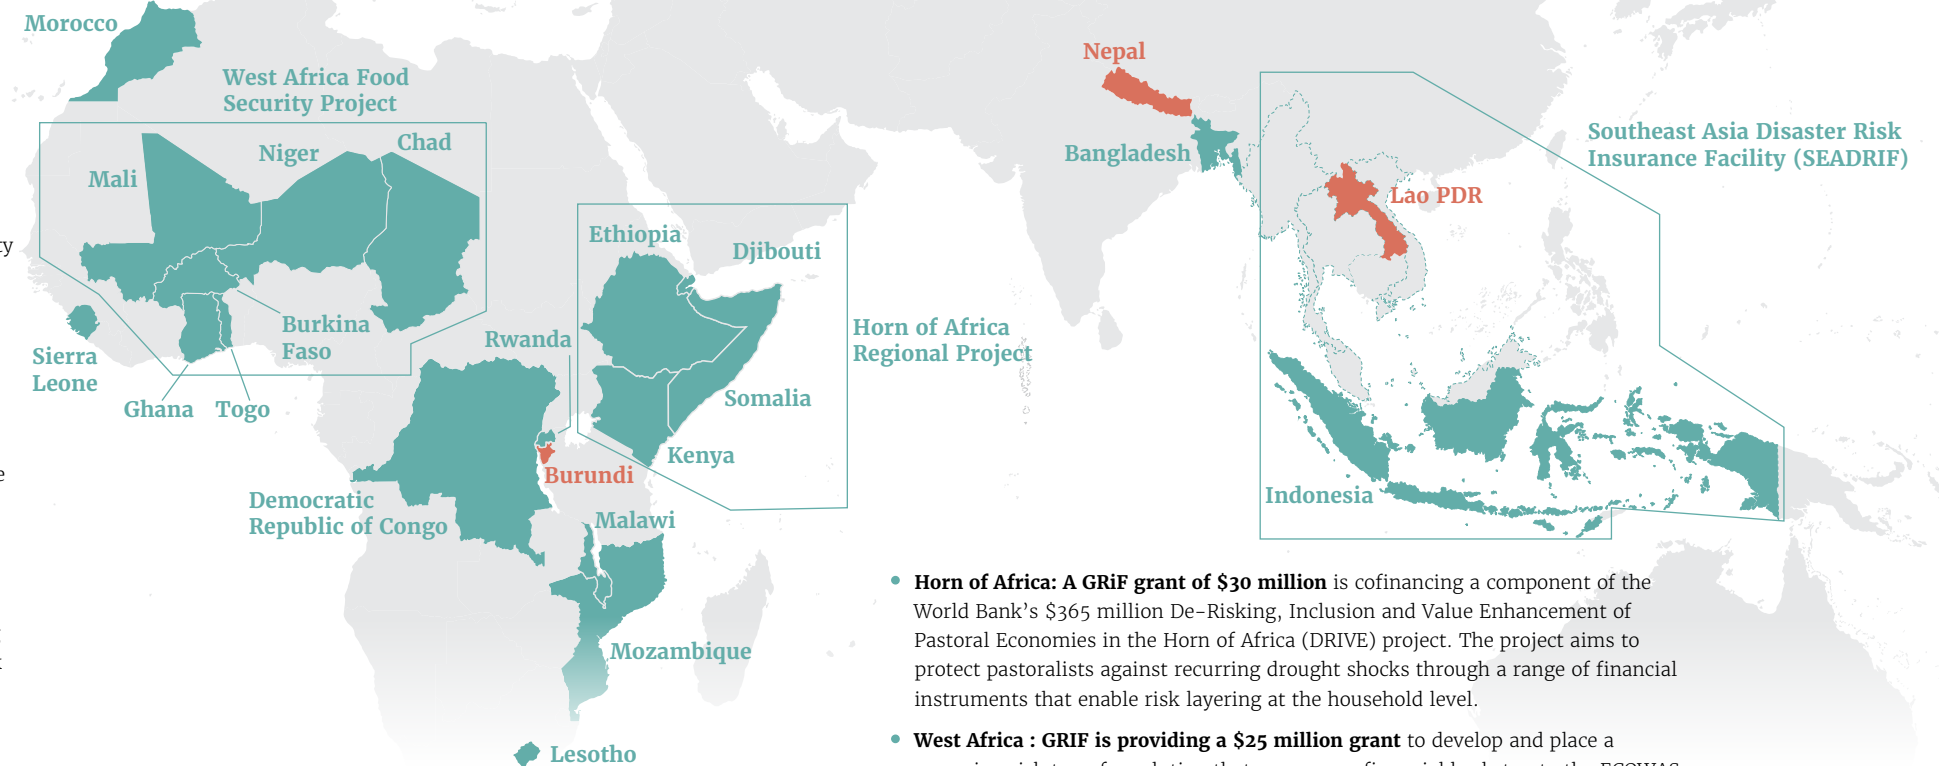 Morocco
West Africa Food
Security Project
Mali
Niger
Chad
Sierra
Leone
Ghana
Togo
Burkina
Faso
Rwanda
Ethiopia
Djibouti
Horn of Africa
Regional Project
Somalia
Kenya
Burundi
Democratic
Republic of Congo
Malawi
Mozambique
Lesotho
Nepal
Bangladesh
Southeast Asia Disaster Risk
Insurance Facility (SEADRIF)
Lao PDR
Indonesia
• Horn of Africa: A GRiF grant of $30 million is cofinancing a component of the
World Bank’s $365 million De-Risking, Inclusion and Value Enhancement of
Pastoral Economies in the Horn of Africa (DRIVE) project. The project aims to
protect pastoralists against recurring drought shocks through a range of financial
instruments that enable risk layering at the household level.
• West Africa : GRIF is providing a $25 million grant to develop and place a